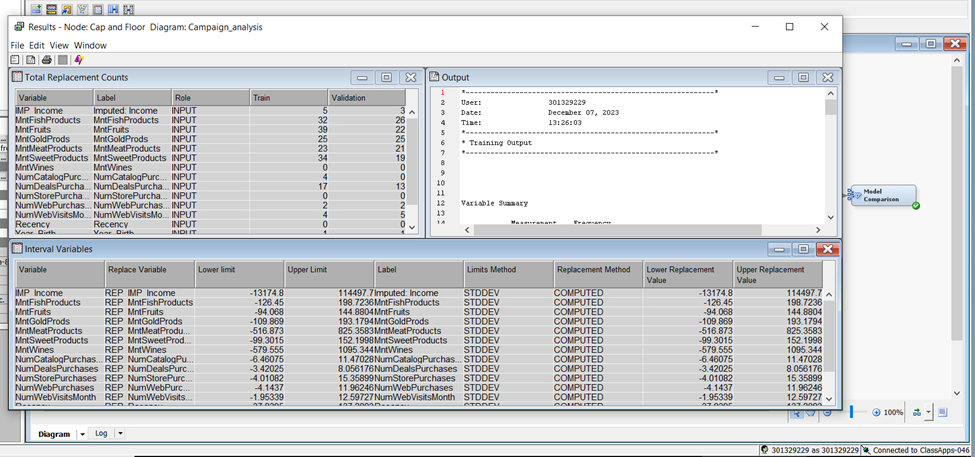 Results - Node: Cap and Floor Diagram: Campaign_analysis
File Edit View Window
Total Replacement Counts
Variable Label Role Train Validation
IMP_Income Imputed: Income INPUT 5 3
MntFishProducts MntFishProducts INPUT 32 26
MntFruits MntFruits INPUT 39 22
MntGoldProds MntGoldProds INPUT 25 25
MntMeatProducts MntMeatProducts INPUT 23 21
MntSweetProducts MntSweetProducts INPUT 34 19
MntWines MntWines INPUT 0 0
NumCatalogPurc... NumCatalogPur... INPUT 4 0
NumDealsPurcha... NumDealsPurcha... INPUT 17 13
NumStorePurcha... NumStorePurcha... INPUT 0 0
NumWebPurchas... NumWebPurchas... INPUT 2 2
NumWebVisitsMo... NumWebVisitsMo... INPUT 4 5
Recency Recency INPUT 0 0
Year_Birth Year_Birth INPUT 1 1
Output
1 *------------------------------------------------------------*
2 User: 301329229
3 Date: December 07, 2023
4 Time: 13:26:03
5 *------------------------------------------------------------*
6 * Training Output
7 *------------------------------------------------------------*
8
9
10
11
12 Variable Summary
13
14 Measurement Frequency
Interval Variables
Variable Replace Variable Lower limit Upper Limit Label Limits Method Replacement Method Lower Replacement Value Upper Replacement Value
IMP_Income REP_IMP_Income -13174.8 114497.7 Imputed: Income STDDEV COMPUTED -13174.8 114497.7
MntFishProducts REP_MntFishProducts -126.45 198.7236 MntFishProducts STDDEV COMPUTED -126.45 198.7236
MntFruits REP_MntFruits -94.068 144.8804 MntFruits STDDEV COMPUTED -94.068 144.8804
MntGoldProds REP_MntGoldProds -109.869 193.1794 MntGoldProds STDDEV COMPUTED -109.869 193.1794
MntMeatProducts REP_MntMeatProdu... -516.873 825.3583 MntMeatProducts STDDEV COMPUTED -516.873 825.3583
MntSweetProducts REP_MntSweetProd... -99.3015 152.1998 MntSweetProducts STDDEV COMPUTED -99.3015 152.1998
MntWines REP_MntWines -579.555 1095.344 MntWines STDDEV COMPUTED -579.555 1095.344
NumCatalogPurchas... REP_NumCatalogPu... -6.46075 11.47028 NumCatalogPurchas... STDDEV COMPUTED -6.46075 11.47028
NumDealsPurchases REP_NumDealsPurc... -3.42025 8.056176 NumDealsPurchases STDDEV COMPUTED -3.42025 8.056176
NumStorePurchases REP_NumStorePurc... -4.01082 15.35899 NumStorePurchases STDDEV COMPUTED -4.01082 15.35899
NumWebPurchases REP_NumWebPurc... -4.1437 11.96246 NumWebPurchases STDDEV COMPUTED -4.1437 11.96246
NumWebVisitsMonth REP_NumWebVisits... -1.95339 12.59727 NumWebVisitsMonth STDDEV COMPUTED -1.95339 12.59727
Model
Comparison
100%
Diagram Log
301329229 as 301329229 Connected to ClassApps-046